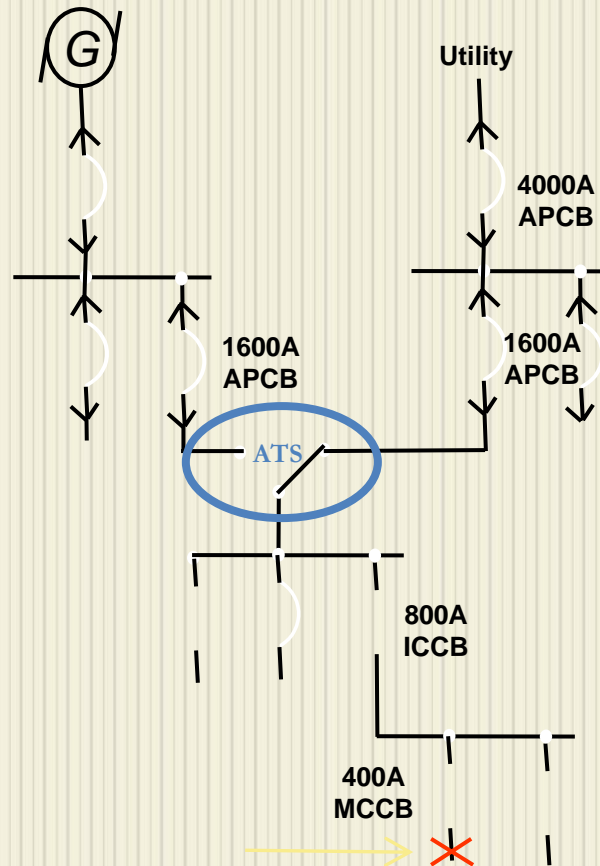 G
Utility
4000A
APCB
1600A
APCB
1600A
APCB
ATS
800A
ICCB
400A
MCCB